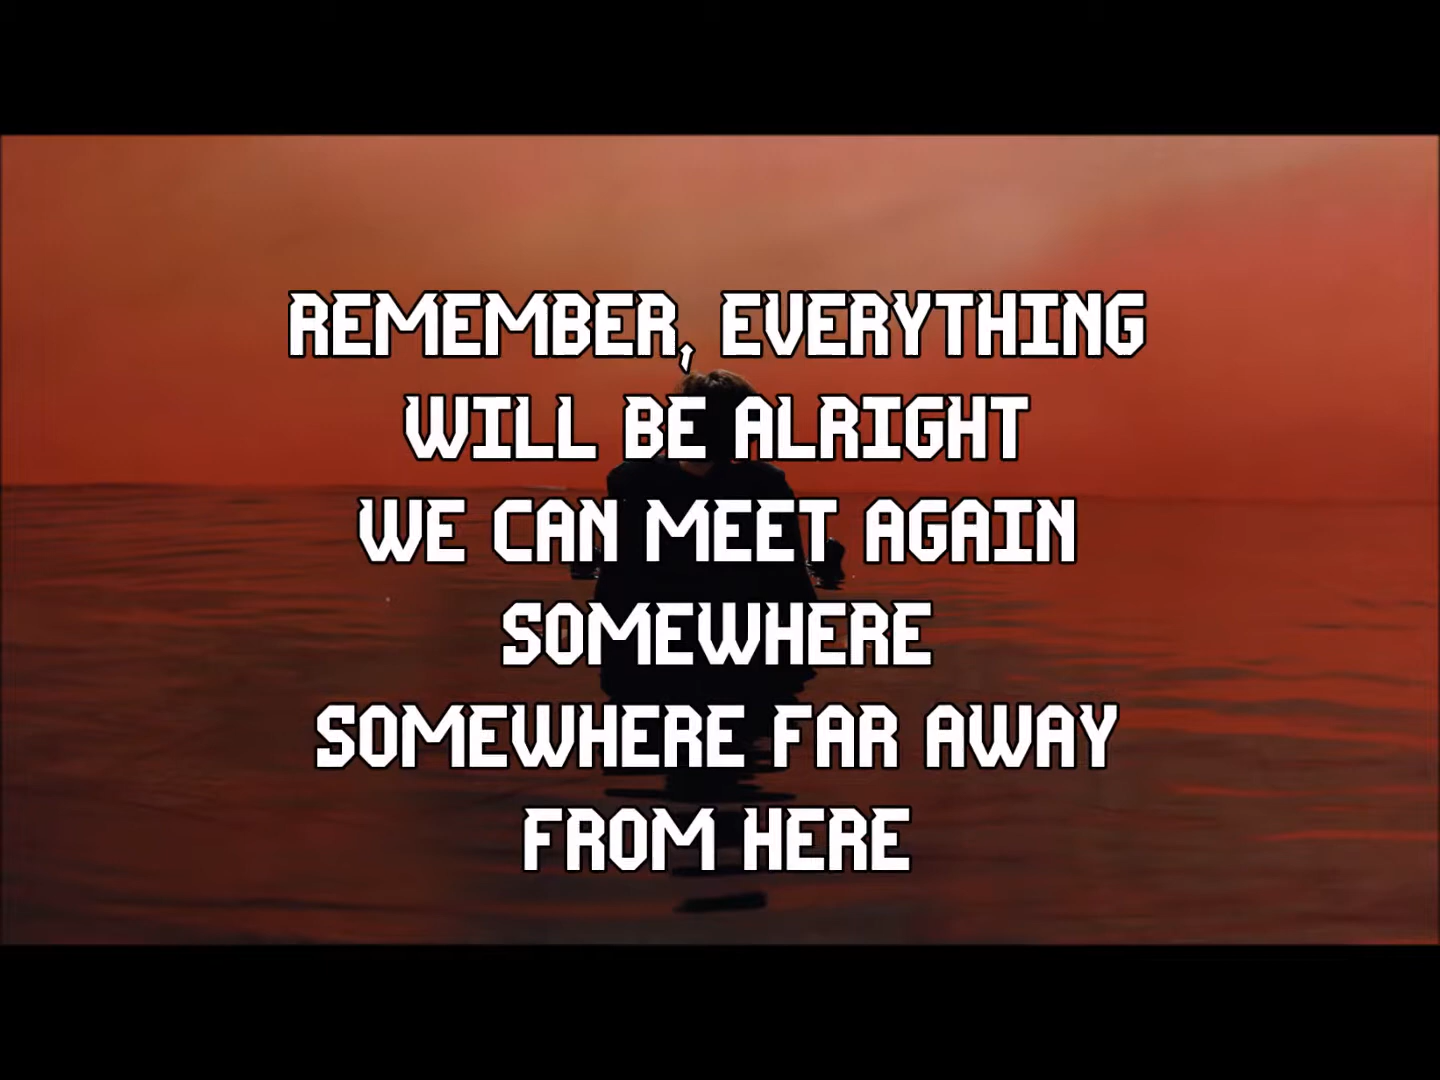 REMEMBER, EVERYTHING
WILL BE ALRIGHT
WE CAN MEET AGAIN
SOMEWHERE
SOMEWHERE FAR AWAY
FROM HERE